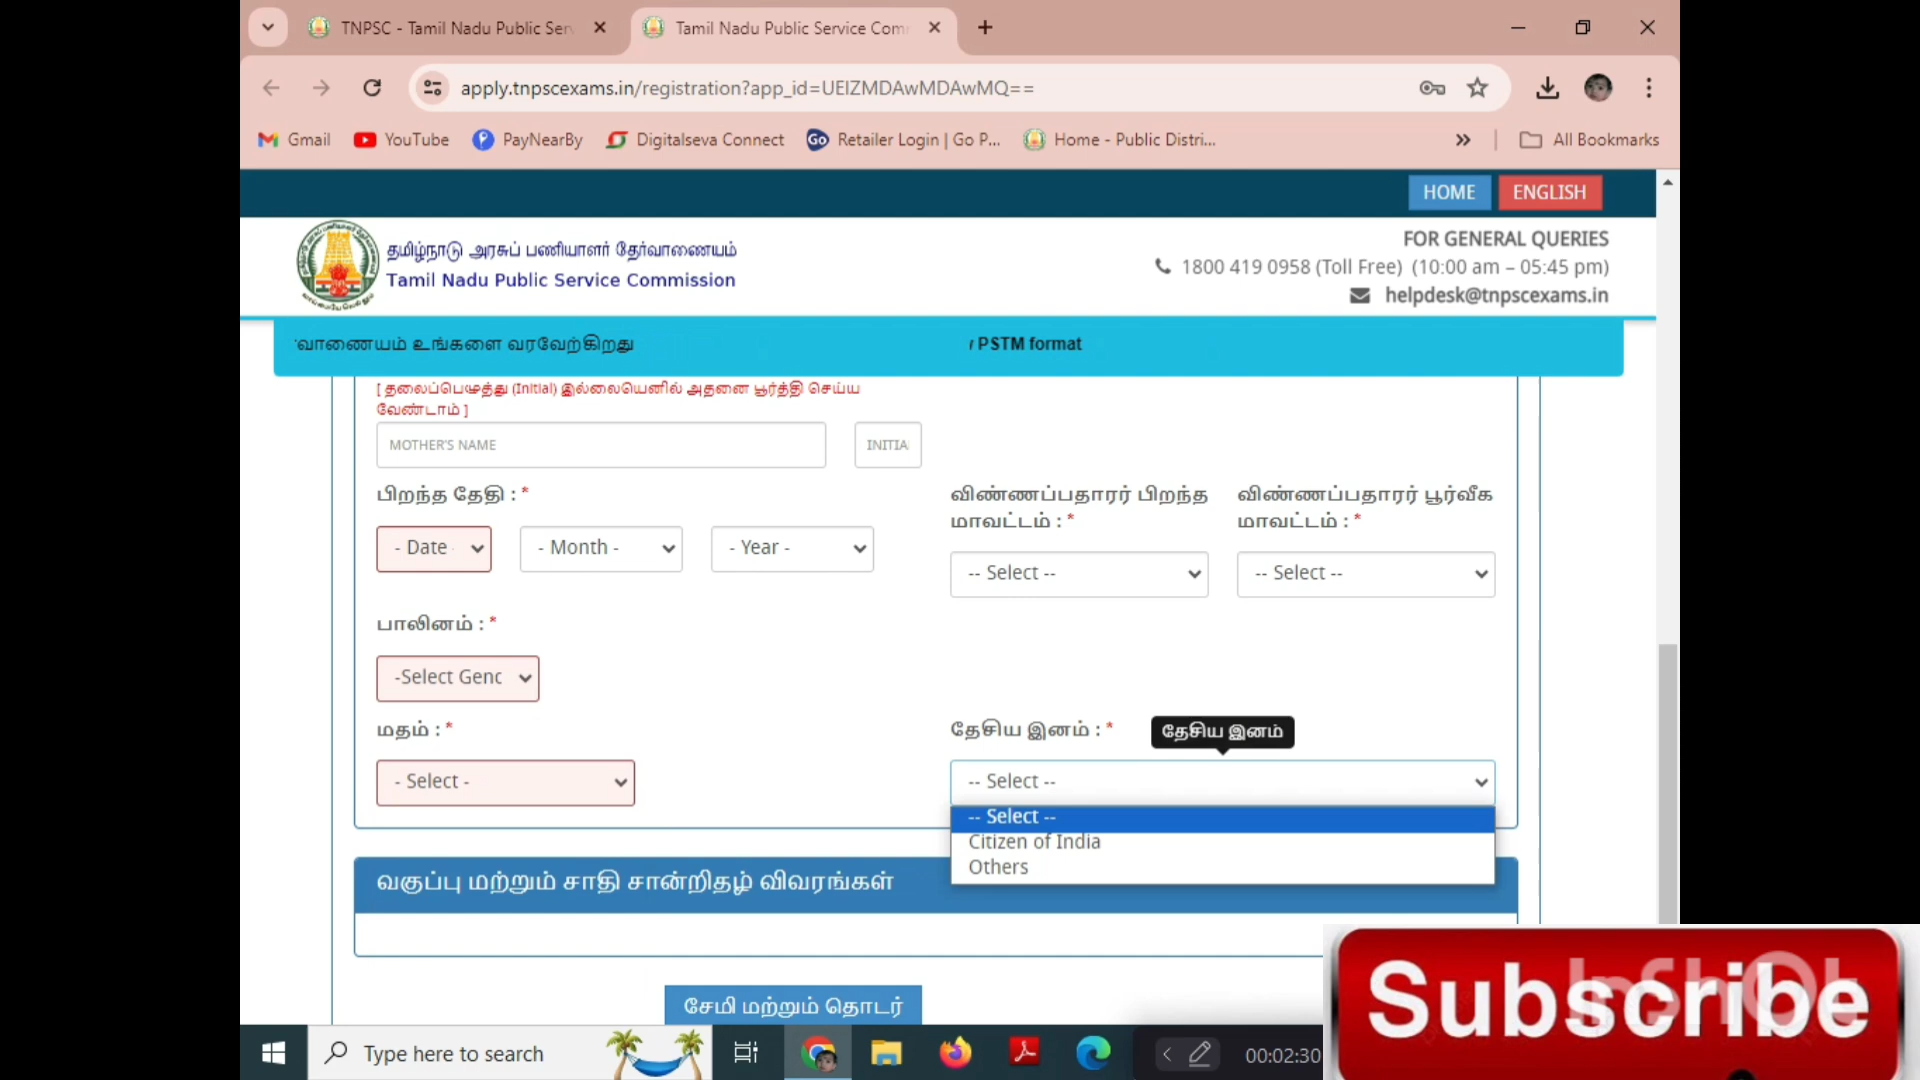 TNPSC - Tamil Nadu Public Ser
Tamil Nadu Public Service Com
apply.tnpscexams.in/registration?app_id=UEIZMDAwMDAwMQ==
Gmail
YouTube
PayNearBy
Digitalseva Connect
Retailer Login | Go P...
Home - Public Distri...
All Bookmarks
HOME
ENGLISH
தமிழ்நாடு அரசுப் பணியாளர் தேர்வாணையம்
Tamil Nadu Public Service Commission
FOR GENERAL QUERIES
1800 419 0958 (Toll Free) (10:00 am – 05:45 pm)
helpdesk@tnpscexams.in
வாணையம் உங்களை வரவேற்கிறது
PSTM format
[ தலைப்பெழுத்து (Initial) இல்லையெனில் அதனை பூர்த்தி செய்ய
வேண்டாம் ]
MOTHER'S NAME
INITIA
பிறந்த தேதி : *
விண்ணப்பதாரர் பிறந்த
மாவட்டம் : *
விண்ணப்பதாரர் பூர்வீக
மாவட்டம் : *
- Date
- Month -
- Year -
-- Select --
-- Select --
பாலினம் : *
-Select Genc
மதம் : *
தேசிய இனம் : *
தேசிய இனம்
- Select -
-- Select --
-- Select --
Citizen of India
Others
வகுப்பு மற்றும் சாதி சான்றிதழ் விவரங்கள்
சேமி மற்றும் தொடர்
Type here to search
00:02:30
Subscribe
InShOt